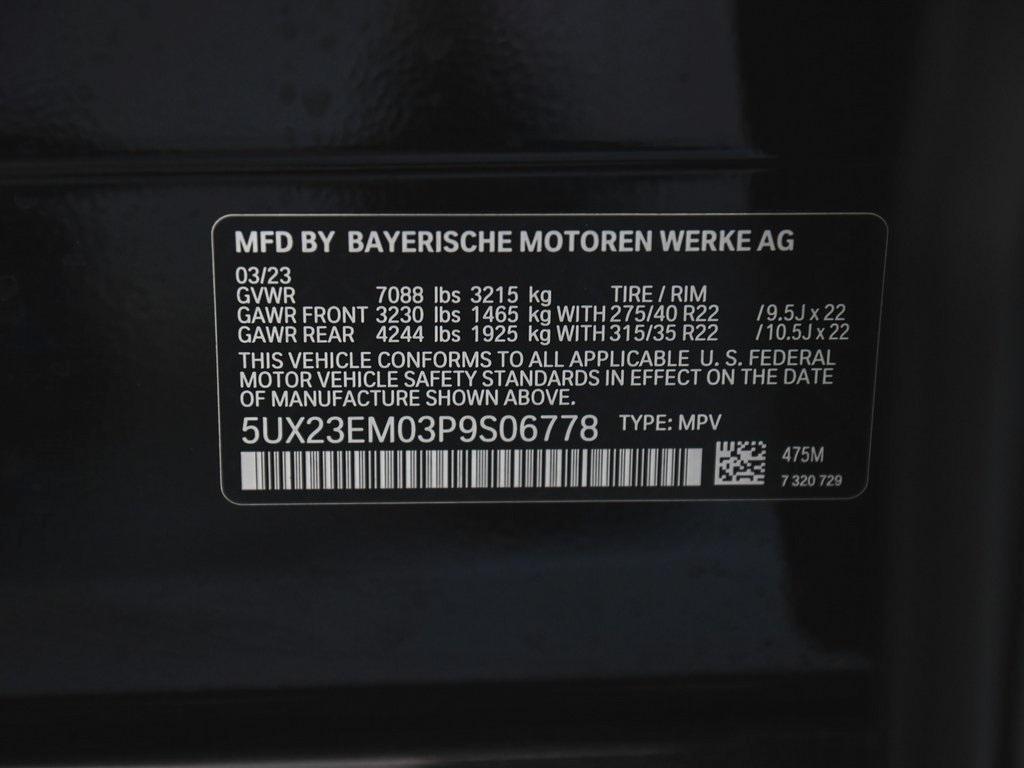 MFD BY BAYERISCHE MOTOREN WERKE AG
03/23
GVWR 7088 lbs 3215 kg TIRE / RIM
GAWR FRONT 3230 lbs 1465 kg WITH 275/40 R22 / 9.5J x 22
GAWR REAR 4244 lbs 1925 kg WITH 315/35 R22 / 10.5J x 22
THIS VEHICLE CONFORMS TO ALL APPLICABLE U. S. FEDERAL
MOTOR VEHICLE SAFETY STANDARDS IN EFFECT ON THE DATE
OF MANUFACTURE SHOWN ABOVE.
5UX23EM03P9S06778 TYPE: MPV
475M
7 320 729